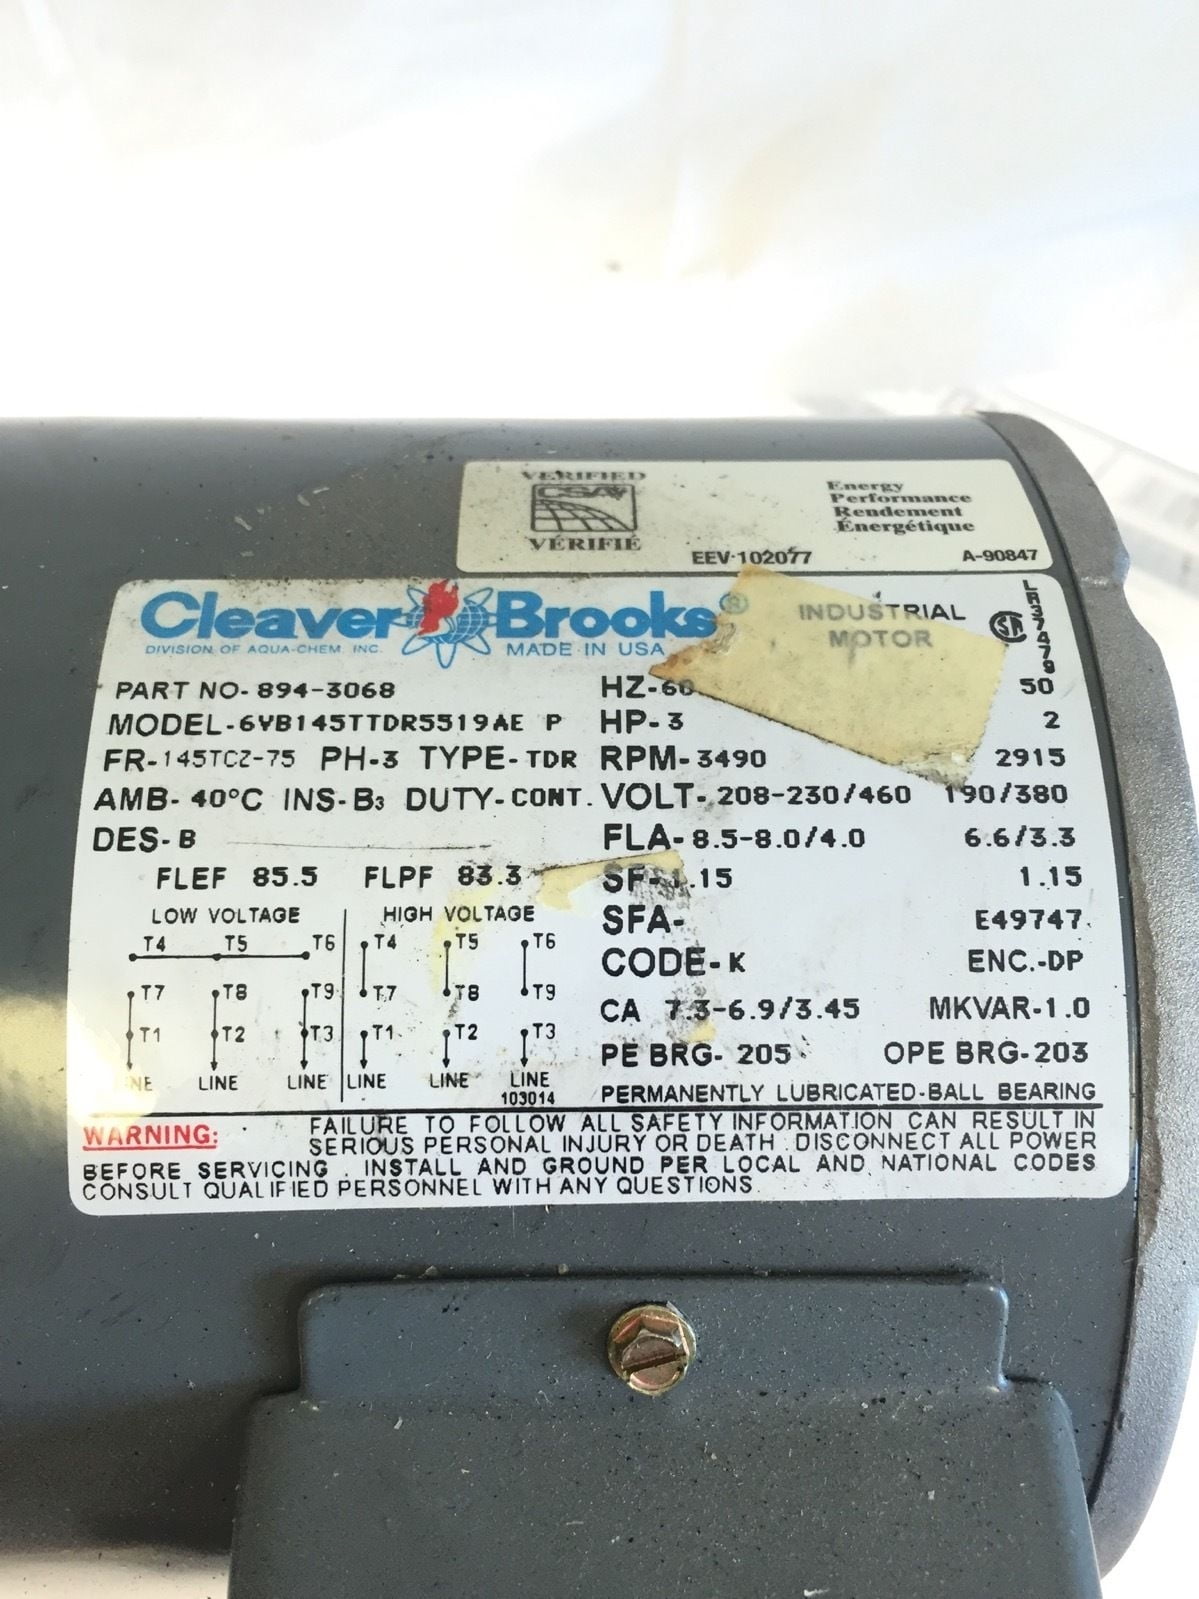 VERIFIED
CSA
VÉRIFIÉ
Energy
Performance
Rendement
Énergétique
EEV-102077
A-90847
Cleaver Brooks®
DIVISION OF AQUA-CHEM INC.
MADE IN USA
INDUSTRIAL
MOTOR
LR37479
PART NO- 894-3068
MODEL-6VB145TTDR5519AE P
FR-145TCZ-75 PH-3 TYPE-TDR
AMB- 40°C INS-B3 DUTY-CONT.
DES-B
FLEF 85.5 FLPF 83.3
HZ-60 50
HP-3 2
RPM-3490 2915
VOLT-208-230/460 190/380
FLA-8.5-8.0/4.0 6.6/3.3
SF-1.15 1.15
SFA- E49747
CODE-K ENC.-DP
CA 7.3-6.9/3.45 MKVAR-1.0
PE BRG- 205 OPE BRG-203
PERMANENTLY LUBRICATED-BALL BEARING
LOW VOLTAGE
T4 T5 T6
T7 T8 T9
T1 T2 T3
LINE LINE
HIGH VOLTAGE
T4 T5 T6
T7 T8 T9
T1 T2 T3
LINE LINE LINE
103014
WARNING: FAILURE TO FOLLOW ALL SAFETY INFORMATION CAN RESULT IN
SERIOUS PERSONAL INJURY OR DEATH. DISCONNECT ALL POWER
BEFORE SERVICING. INSTALL AND GROUND PER LOCAL AND NATIONAL CODES
CONSULT QUALIFIED PERSONNEL WITH ANY QUESTIONS.